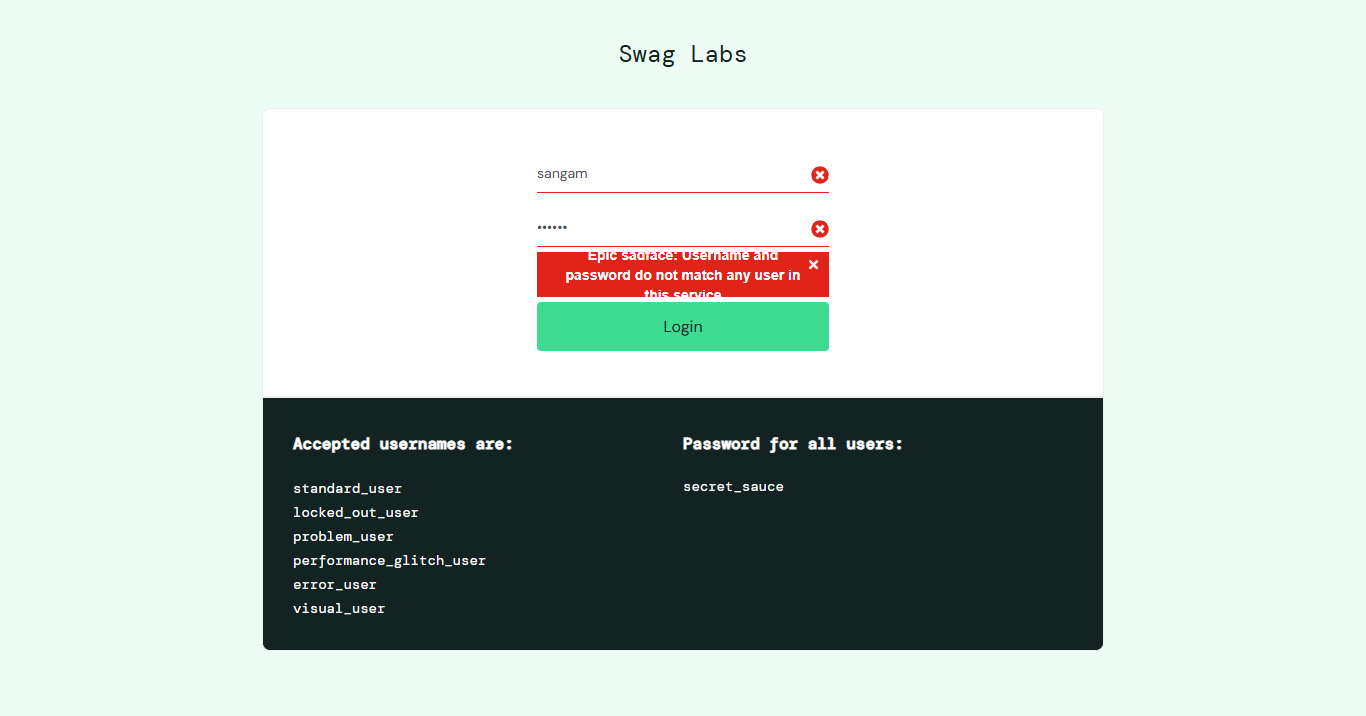 Swag Labs
sangam
••••••
Epic sadface: Username and
password do not match any user in
this service
Login
Accepted usernames are:
standard_user
locked_out_user
problem_user
performance_glitch_user
error_user
visual_user
Password for all users:
secret_sauce